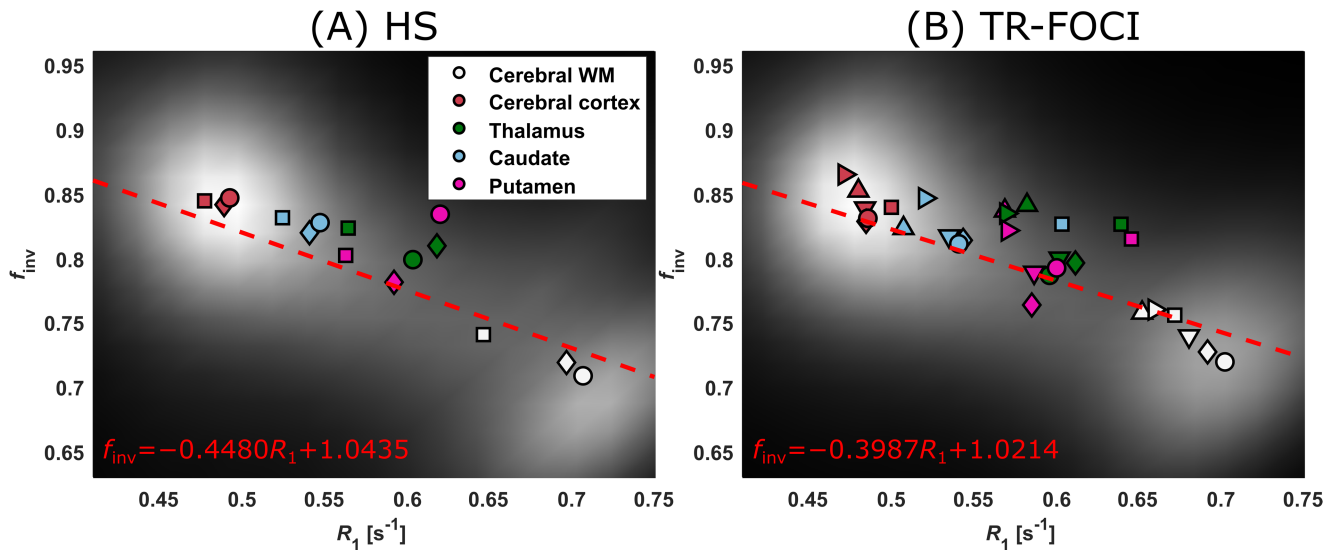 (A) HS
(B) TR-FOCI
0.95
0.9
0.85
0.8
0.75
0.7
0.65
f_inv
Cerebral WM
Cerebral cortex
Thalamus
Caudate
Putamen
f_inv=−0.4480R_1+1.0435
0.45
0.5
0.55
0.6
0.65
0.7
0.75
R_1 [s^-1]
0.95
0.9
0.85
0.8
0.75
0.7
0.65
f_inv
f_inv=−0.3987R_1+1.0214
0.45
0.5
0.55
0.6
0.65
0.7
0.75
R_1 [s^-1]